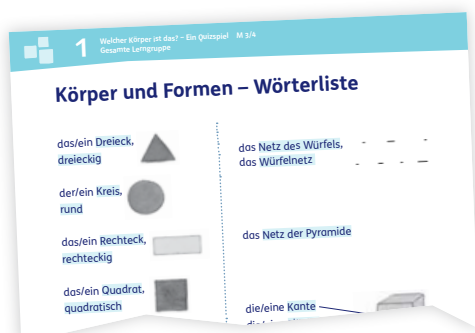 1
Welcher Körper ist das? – Ein Quizspiel M 3/4
Gesamte Lerngruppe
Körper und Formen – Wörterliste
das/ein Dreieck,
dreieckig
der/ein Kreis,
rund
das/ein Rechteck,
rechteckig
das/ein Quadrat,
quadratisch
das Netz des Würfels,
das Würfelnetz
das Netz der Pyramide
die/eine Kante